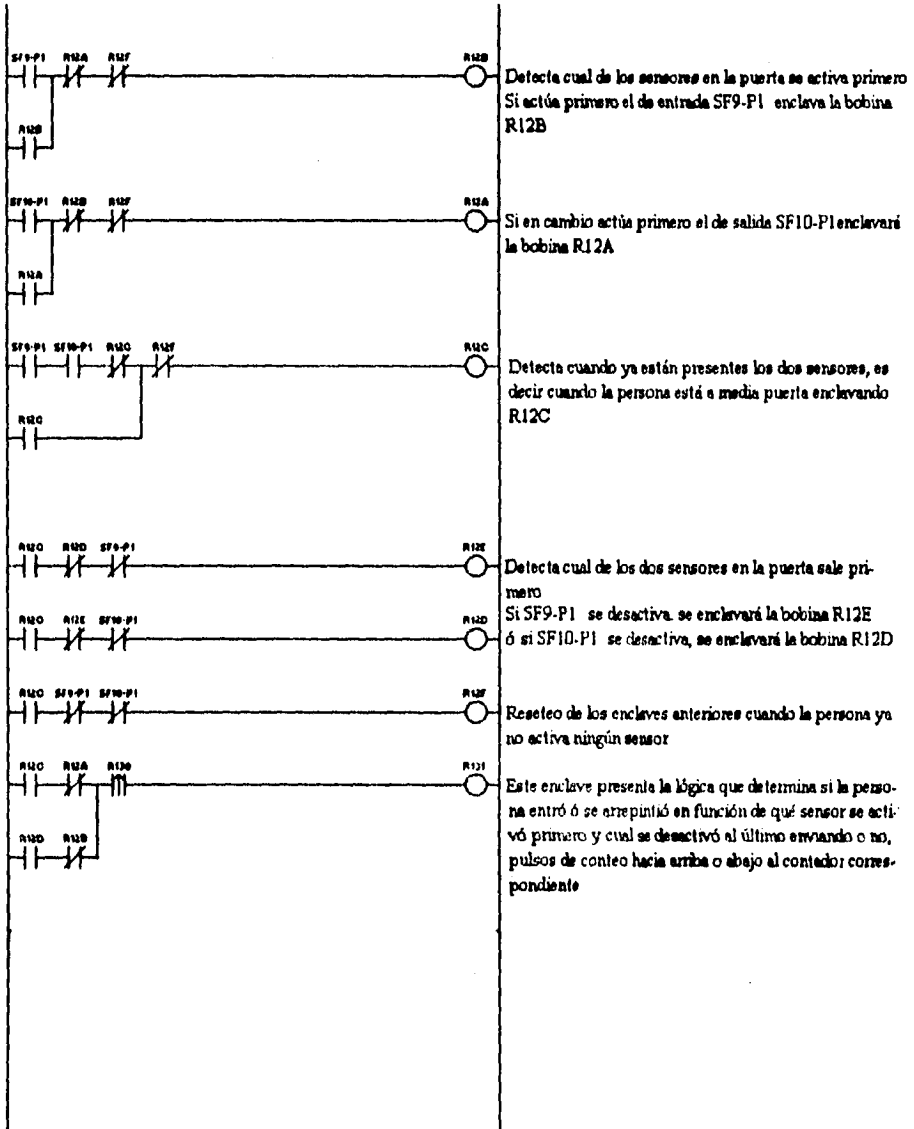 SF9-P1 R12A R12F R12B
Detecta cual de los sensores en la puerta se activa primero
Si actúa primero el de entrada SF9-P1 enclava la bobina
R12B
R12B
SF10-P1 R12B R12F R12A
Si en cambio actúa primero el de salida SF10-P1 enclavará
la bobina R12A
R12A
SF9-P1 SF10-P1 R12C R12F R12C
Detecta cuando ya están presentes los dos sensores, es
decir cuando la persona está a media puerta enclavando
R12C
R12C
R12C R12D SF9-P1 R12E
Detecta cual de los dos sensores en la puerta sale pri-
mero
Si SF9-P1 se desactiva se enclavará la bobina R12E
R12C R12E SF10-P1 R12D
ó si SF10-P1 se desactiva, se enclavará la bobina R12D
R12C SF9-P1 SF10-P1 R12F
Reseteo de los enclaves anteriores cuando la persona ya
no activa ningún sensor
R12A R130 R131
Este enclave presenta la lógica que determina si la perso-
na entró ó se arrepintió en función de qué sensor se acti-
vó primero y cual se desactivó al último enviando o no,
R12D R12B
pulsos de conteo hacia arriba o abajo al contador corres-
pondiente